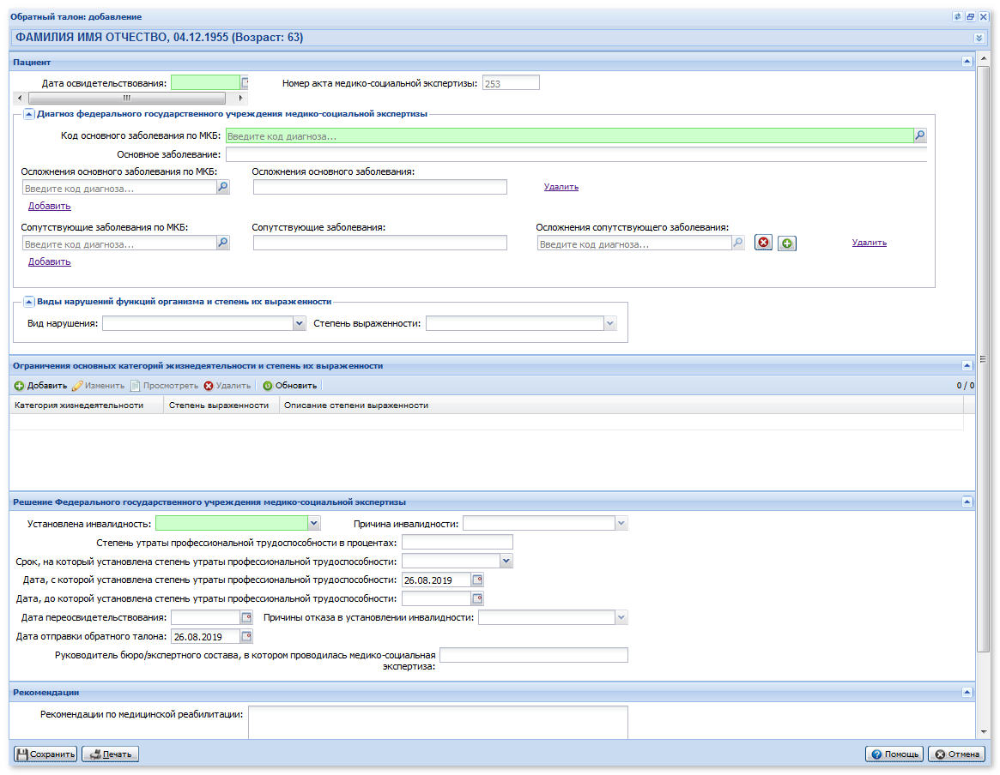 Обратный талон: добавление
ФАМИЛИЯ ИМЯ ОТЧЕСТВО, 04.12.1955 (Возраст: 63)
Пациент
Дата освидетельствования: Номер акта медико-социальной экспертизы: 253
Диагноз федерального государственного учреждения медико-социальной экспертизы
Код основного заболевания по МКБ: Введите код диагноза...
Основное заболевание:
Осложнения основного заболевания по МКБ: Осложнения основного заболевания:
Введите код диагноза... Удалить
Добавить
Сопутствующие заболевания по МКБ: Сопутствующие заболевания: Осложнения сопутствующего заболевания:
Введите код диагноза... Введите код диагноза... Удалить
Добавить
Виды нарушений функций организма и степень их выраженности
Вид нарушения: Степень выраженности:
Ограничения основных категорий жизнедеятельности и степень их выраженности
Добавить Изменить Просмотреть Удалить Обновить 0 / 0
Категория жизнедеятельности Степень выраженности Описание степени выраженности
Решение Федерального государственного учреждения медико-социальной экспертизы
Установлена инвалидность: Причина инвалидности:
Степень утраты профессиональной трудоспособности в процентах:
Срок, на который установлена степень утраты профессиональной трудоспособности:
Дата, с которой установлена степень утраты профессиональной трудоспособности: 26.08.2019
Дата, до которой установлена степень утраты профессиональной трудоспособности:
Дата переосвидетельствования: Причины отказа в установлении инвалидности:
Дата отправки обратного талона: 26.08.2019
Руководитель бюро/экспертного состава, в котором проводилась медико-социальная
экспертиза:
Рекомендации
Рекомендации по медицинской реабилитации:
Сохранить Печать Помощь Отмена